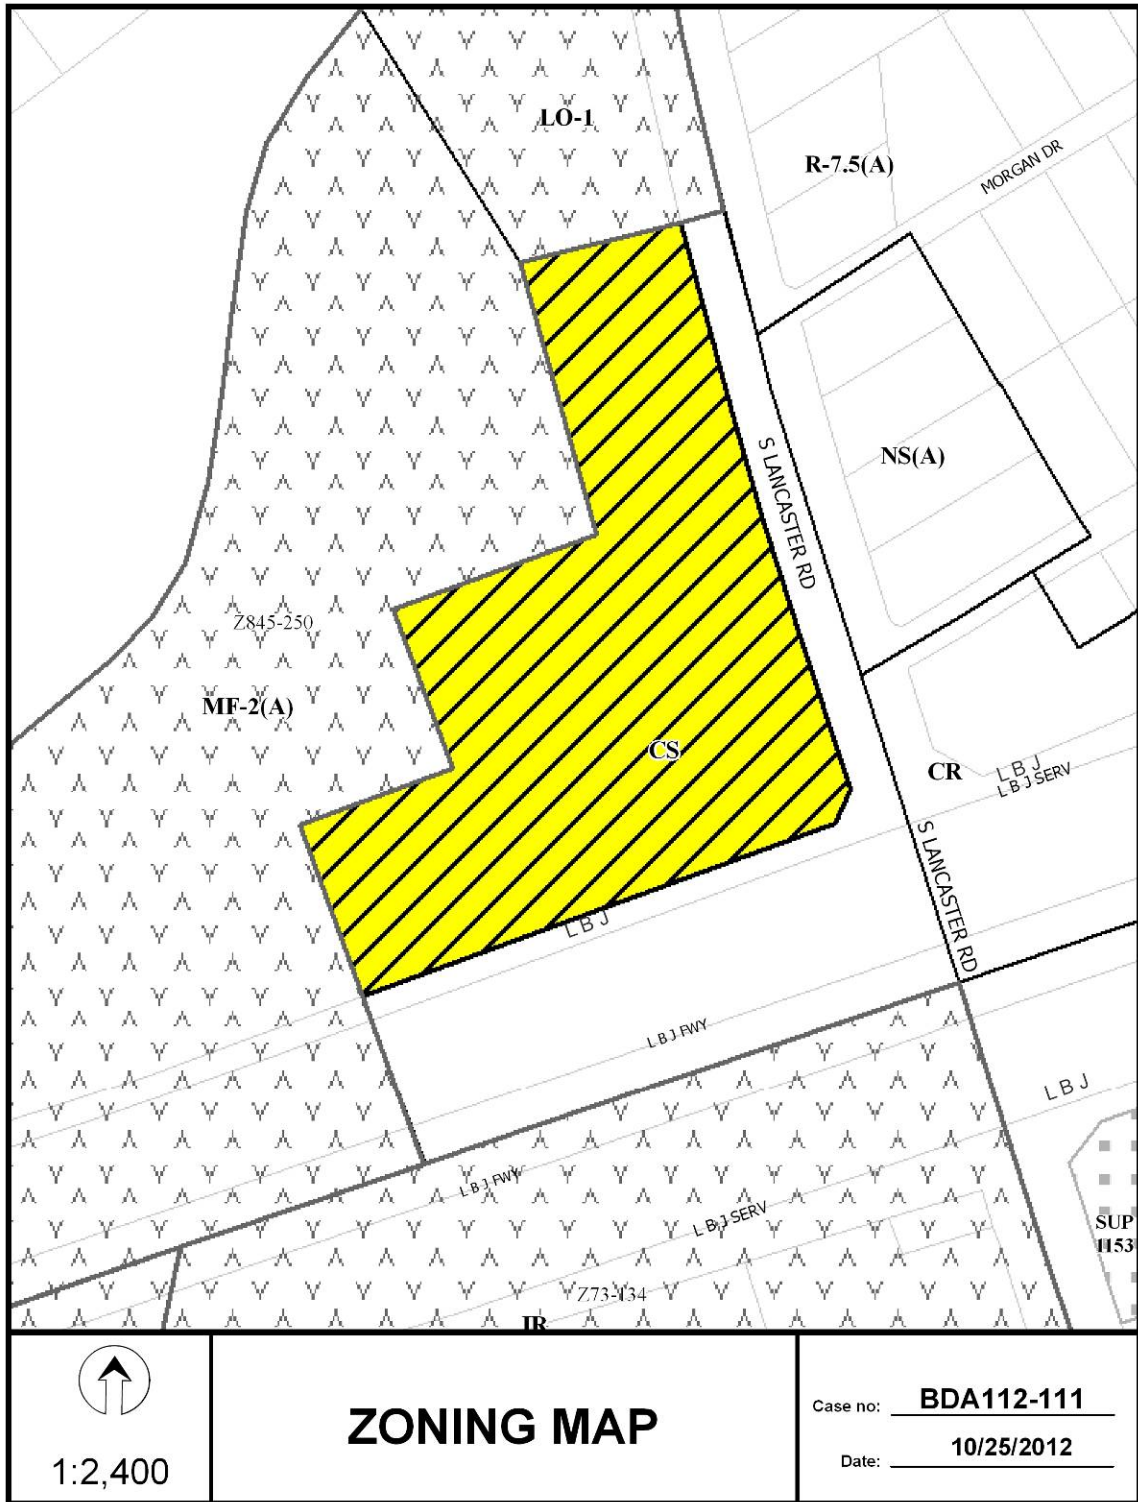 LO-1
R-7.5(A)
MORGAN DR
S LANCASTER RD
NS(A)
Z845-250
MF-2(A)
CS
CR
L B J
L B J SERV
S LANCASTER RD
L B J
L B J FWY
L B J
L B J FWY
L B J SERV
SUP
1153
Z73-134
IR
1:2,400
ZONING MAP
Case no: BDA112-111
Date: 10/25/2012